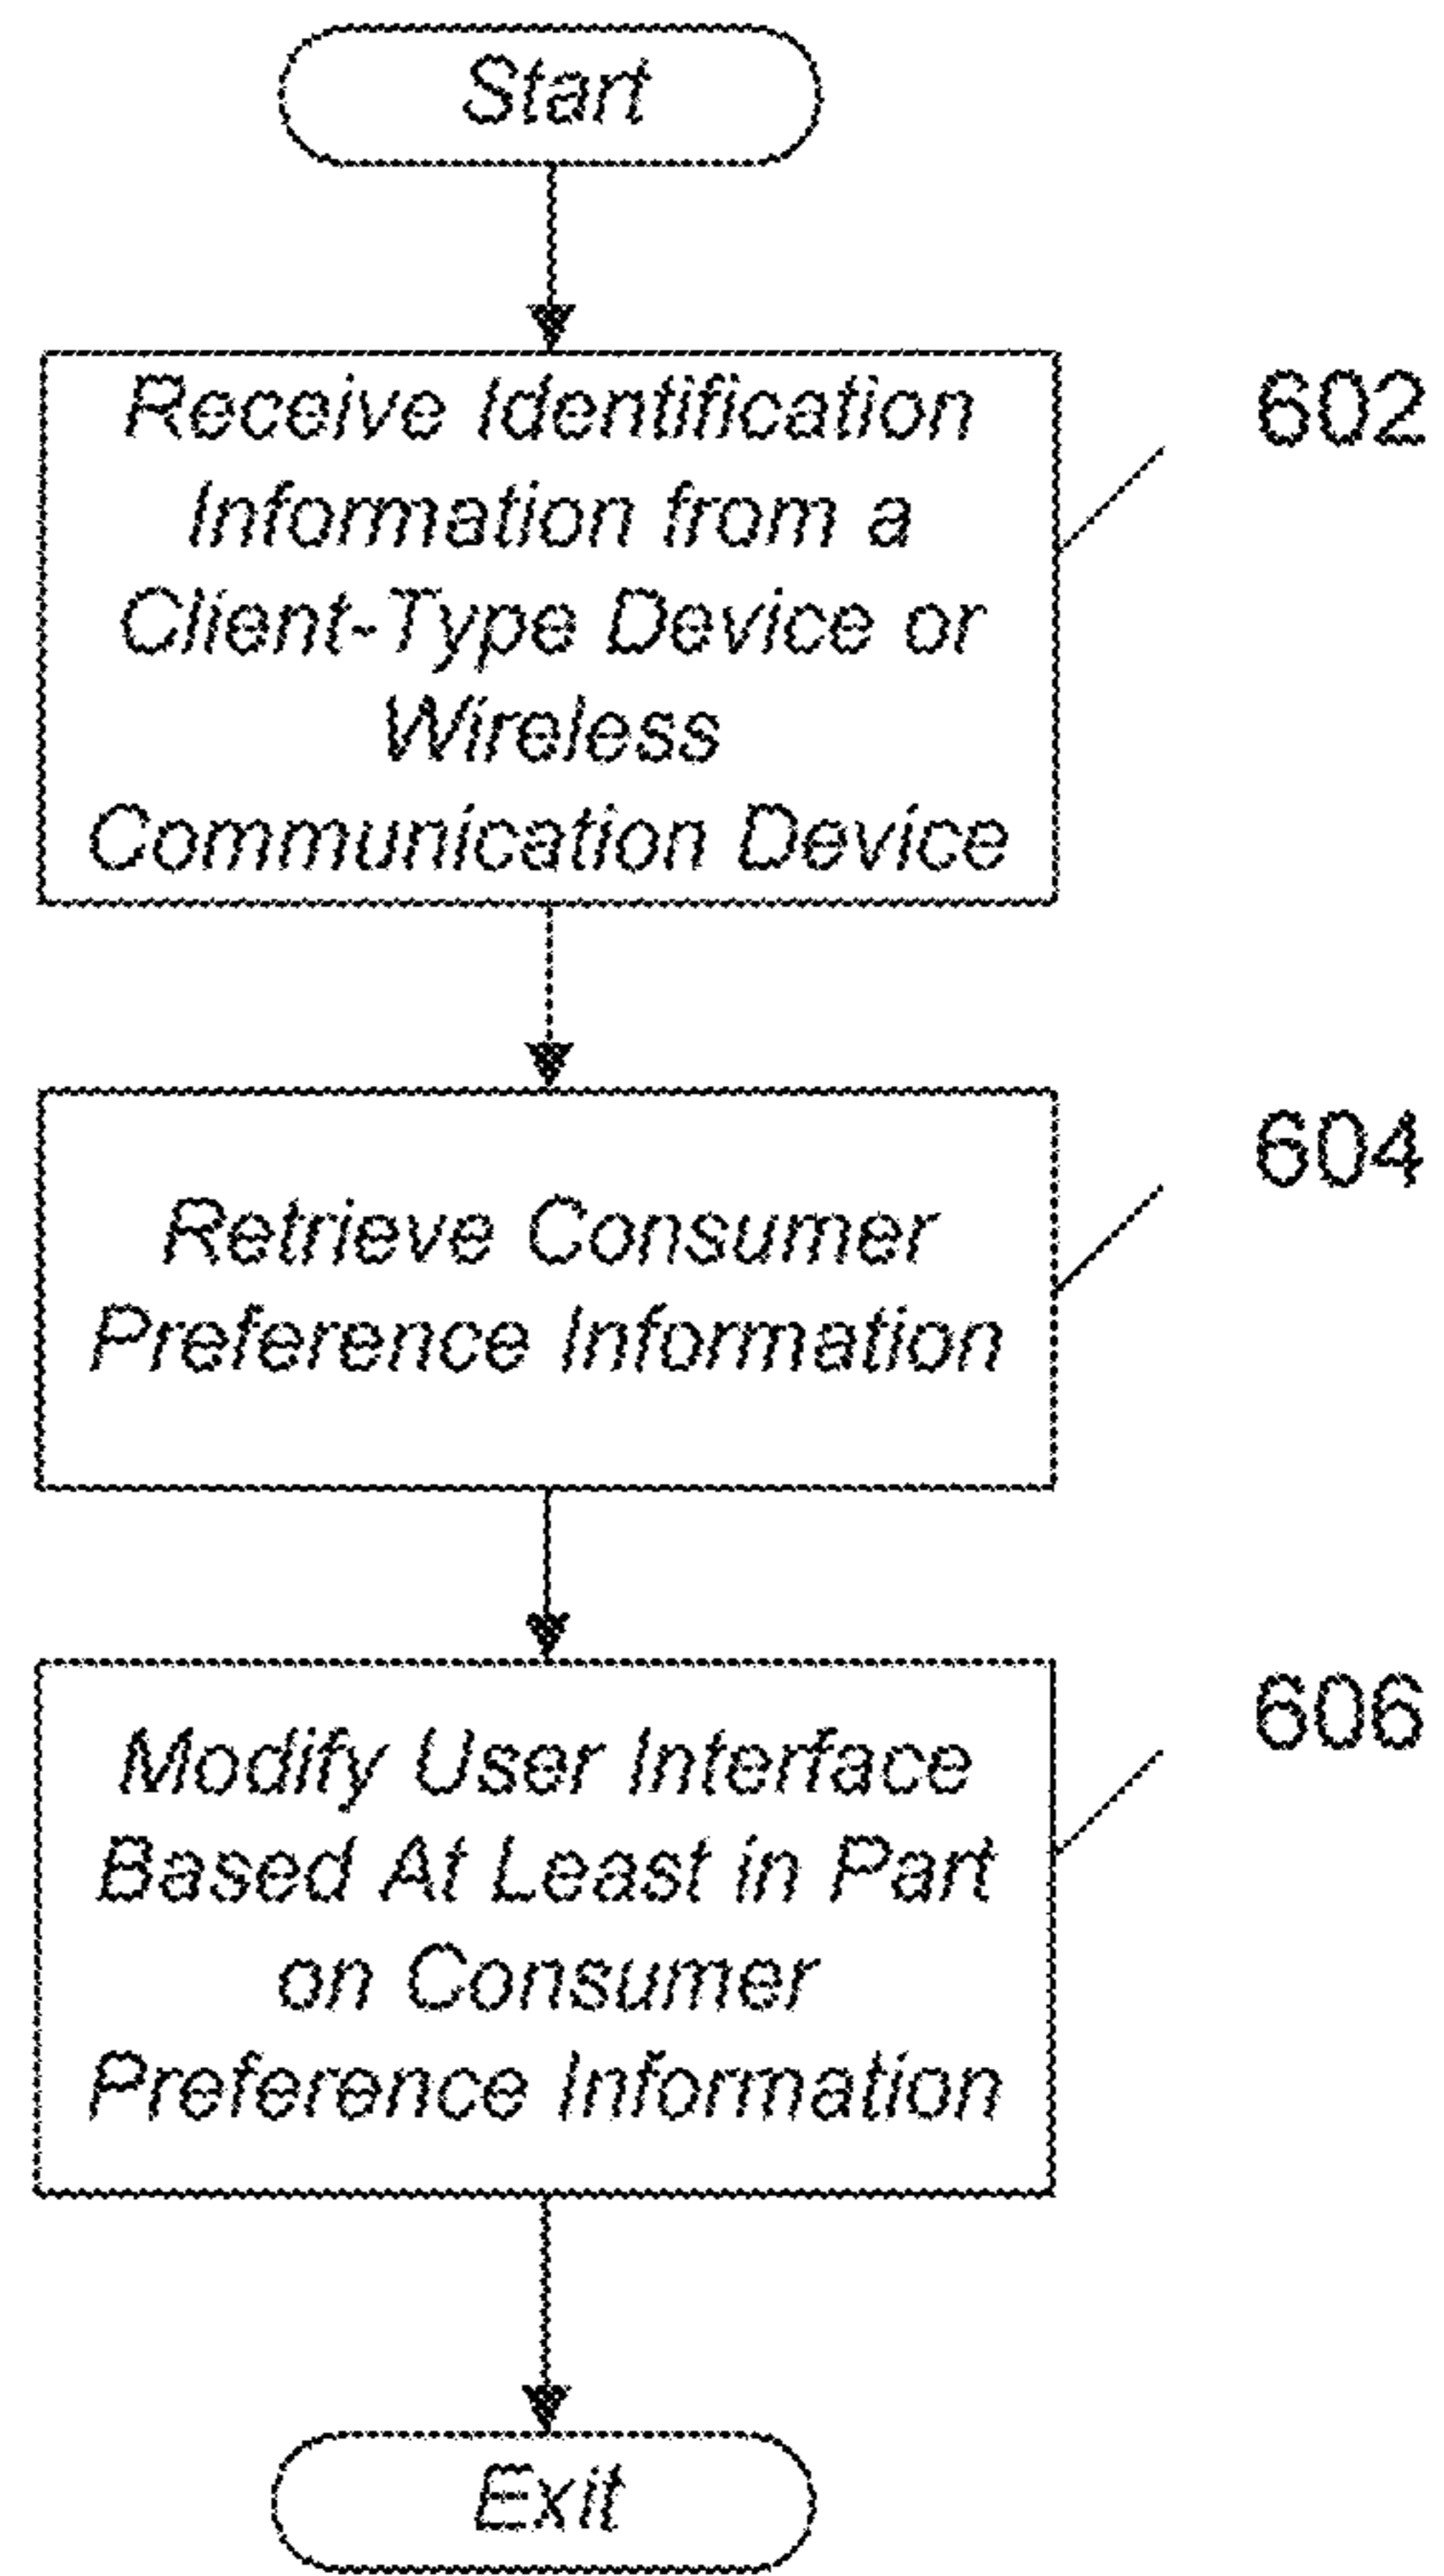 Start
Receive Identification
Information from a
Client-Type Device or
Wireless
Communication Device
602
Retrieve Consumer
Preference Information
604
Modify User Interface
Based At Least in Part
on Consumer
Preference Information
606
Exit